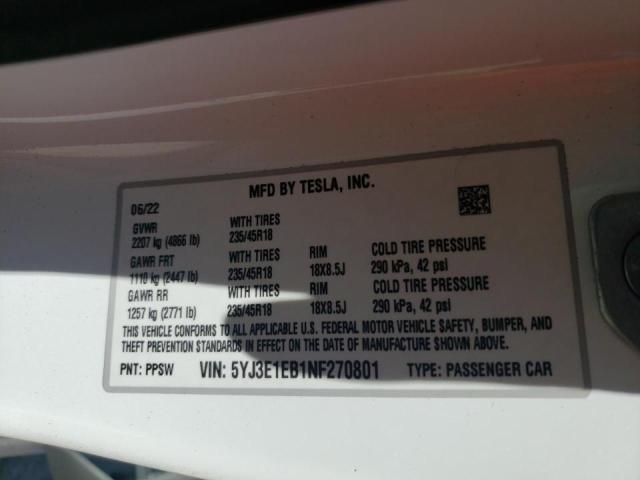 MFD BY TESLA, INC.
06/22
GVWR WITH TIRES
2207 kg (4866 lb) 235/45R18
GAWR FRT WITH TIRES RIM COLD TIRE PRESSURE
1110 kg (2447 lb) 235/45R18 18X8.5J 290 kPa, 42 psi
GAWR RR WITH TIRES RIM COLD TIRE PRESSURE
1257 kg (2771 lb) 235/45R18 18X8.5J 290 kPa, 42 psi
THIS VEHICLE CONFORMS TO ALL APPLICABLE U.S. FEDERAL MOTOR VEHICLE SAFETY, BUMPER, AND
THEFT PREVENTION STANDARDS IN EFFECT ON THE DATE OF MANUFACTURE SHOWN ABOVE.
PNT: PPSW VIN: 5YJ3E1EB1NF270801 TYPE: PASSENGER CAR